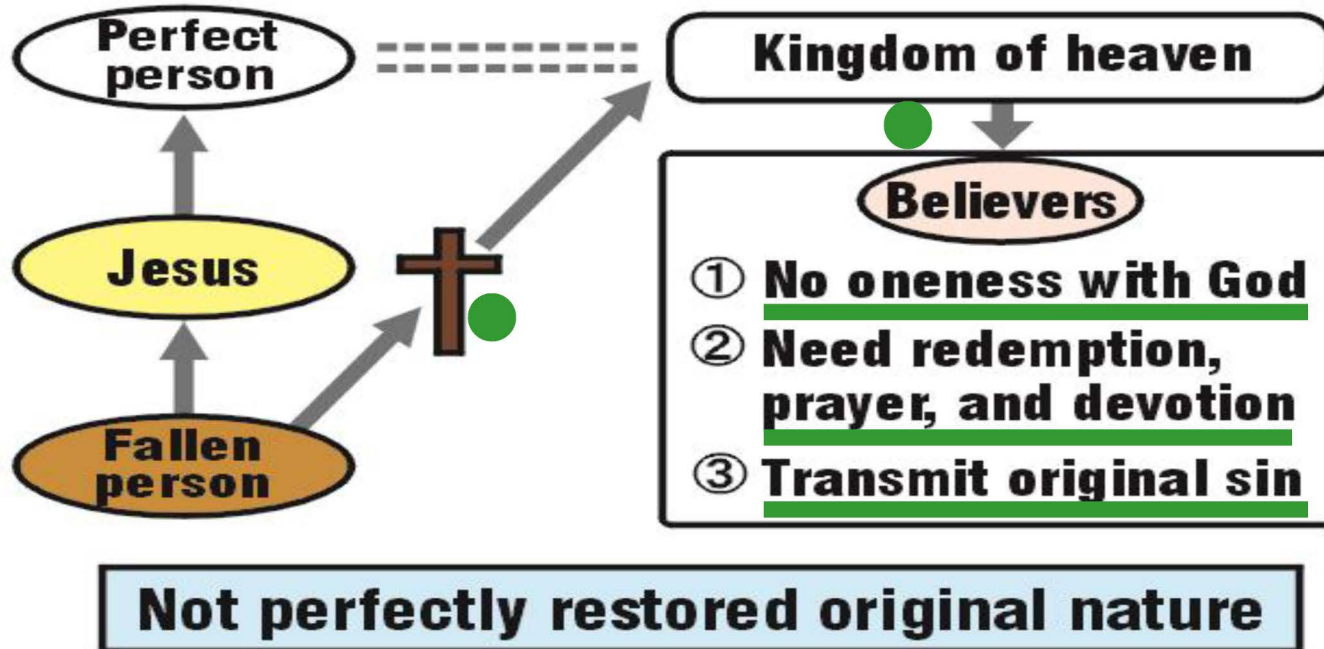 Perfect
person
Kingdom of heaven
Believers
Jesus
① No oneness with God
② Need redemption,
prayer, and devotion
③ Transmit original sin
Fallen
person
Not perfectly restored original nature